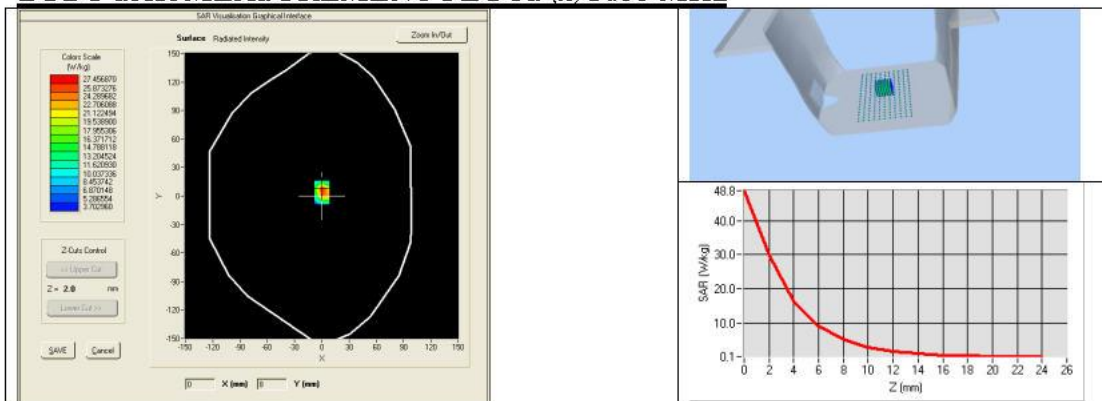 SAR Visualisation Graphical Interface
Surface Radiated Intensity
Zoom In/Out
Colors Scale
(W/kg)
27.456870
25.873276
24.289682
22.706088
21.122494
19.538900
17.955306
16.371712
14.788118
13.204524
11.620930
10.037336
8.453742
6.870148
5.286554
3.702960
Z-Cuts Control
<< Upper Cut
Z = 2.0 mm
Lower Cut >>
SAVE Cancel
150
120
90
60
30
0
-30
-60
-90
-120
-150
Y
-150 -120 -90 -60 -30 0 30 60 90 120 150
X
0 X (mm) 8 Y (mm)
48.8
40.0
30.0
20.0
10.0
0.1
SAR (W/kg)
0 2 4 6 8 10 12 14 16 18 20 22 24 26
Z (mm)